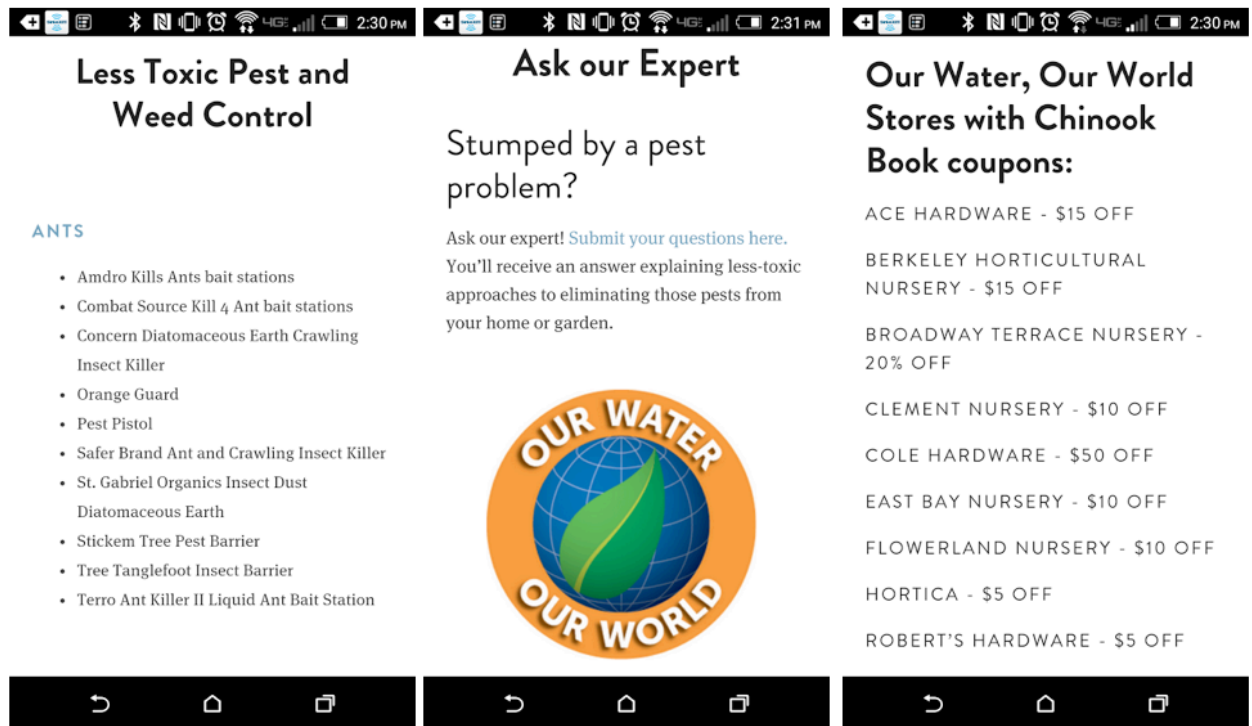 4GE 2:30 PM
Less Toxic Pest and
Weed Control
ANTS
• Amdro Kills Ants bait stations
• Combat Source Kill 4 Ant bait stations
• Concern Diatomaceous Earth Crawling
Insect Killer
• Orange Guard
• Pest Pistol
• Safer Brand Ant and Crawling Insect Killer
• St. Gabriel Organics Insect Dust
Diatomaceous Earth
• Stickem Tree Pest Barrier
• Tree Tanglefoot Insect Barrier
• Terro Ant Killer II Liquid Ant Bait Station
4GE 2:31 PM
Ask our Expert
Stumped by a pest
problem?
Ask our expert! Submit your questions here.
You'll receive an answer explaining less-toxic
approaches to eliminating those pests from
your home or garden.
OUR WATER
OUR WORLD
4GE 2:30 PM
Our Water, Our World
Stores with Chinook
Book coupons:
ACE HARDWARE - $15 OFF
BERKELEY HORTICULTURAL
NURSERY - $15 OFF
BROADWAY TERRACE NURSERY -
20% OFF
CLEMENT NURSERY - $10 OFF
COLE HARDWARE - $50 OFF
EAST BAY NURSERY - $10 OFF
FLOWERLAND NURSERY - $10 OFF
HORTICA - $5 OFF
ROBERT'S HARDWARE - $5 OFF